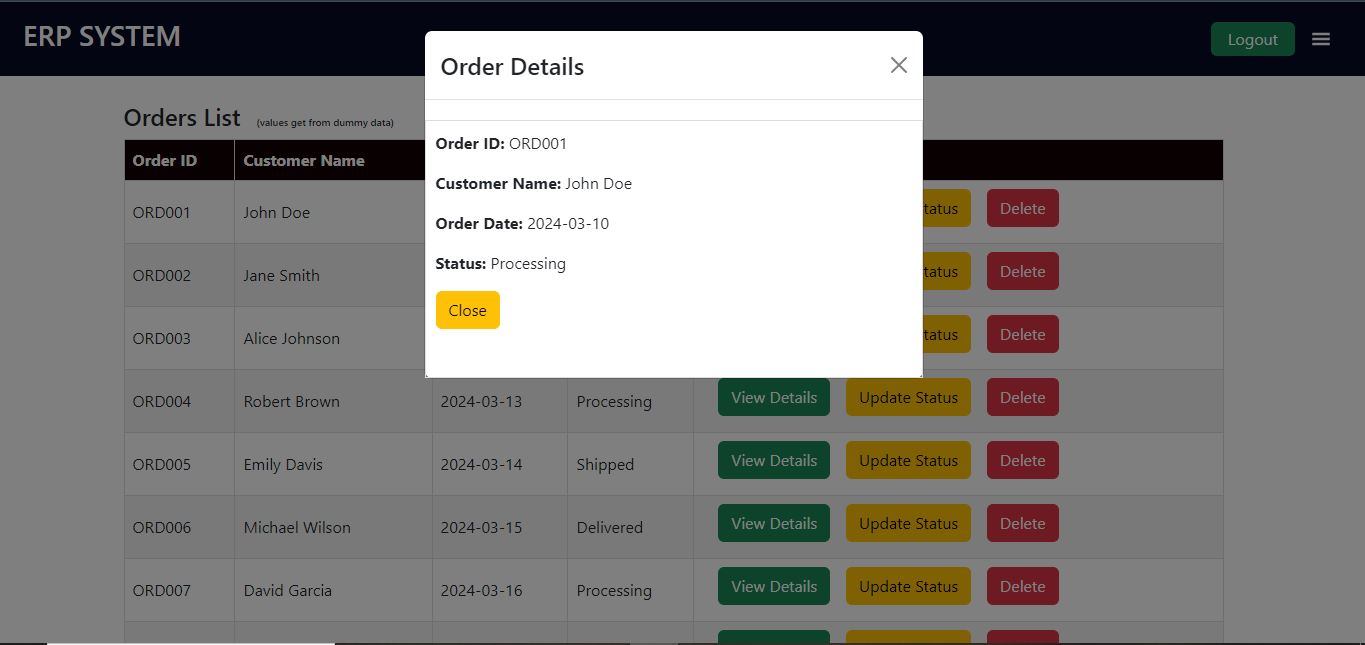 ERP SYSTEM
Logout
Order Details
Orders List (values get from dummy data)
Order ID Customer Name
Order ID: ORD001
Customer Name: John Doe
Order Date: 2024-03-10
Status: Processing
Close
ORD001 John Doe tatus Delete
ORD002 Jane Smith tatus Delete
ORD003 Alice Johnson tatus Delete
ORD004 Robert Brown 2024-03-13 Processing View Details Update Status Delete
ORD005 Emily Davis 2024-03-14 Shipped View Details Update Status Delete
ORD006 Michael Wilson 2024-03-15 Delivered View Details Update Status Delete
ORD007 David Garcia 2024-03-16 Processing View Details Update Status Delete